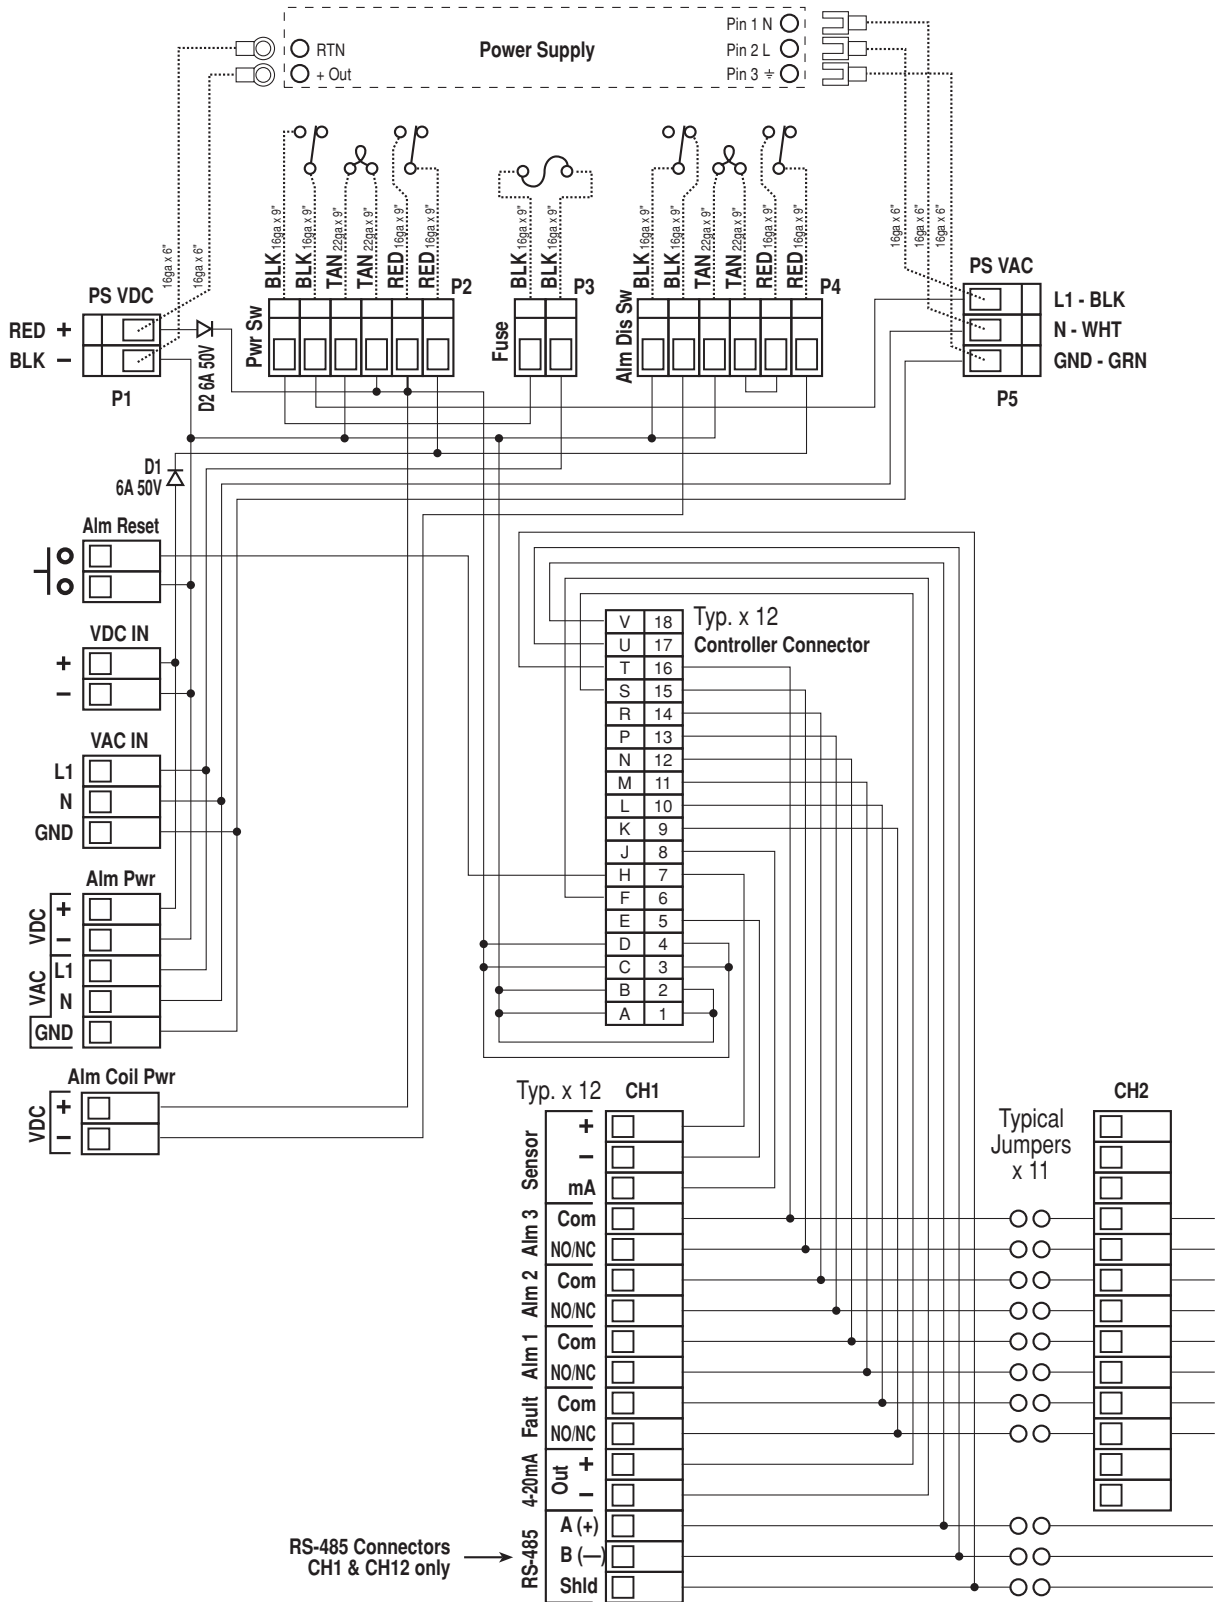 Power Supply
RTN
+ Out
Pin 1 N
Pin 2 L
Pin 3 ⏚
16ga x 6"
16ga x 6"
BLK 16ga x 9"
BLK 16ga x 9"
TAN 22ga x 9"
TAN 22ga x 9"
RED 16ga x 9"
RED 16ga x 9"
BLK 16ga x 9"
BLK 16ga x 9"
BLK 16ga x 9"
BLK 16ga x 9"
TAN 22ga x 9"
TAN 22ga x 9"
RED 16ga x 9"
RED 16ga x 9"
16ga x 6"
16ga x 6"
16ga x 6"
PS VDC
RED +
BLK –
P1
D2 6A 50V
Pwr Sw
P2
Fuse
P3
Alm Dis Sw
P4
PS VAC
L1 - BLK
N - WHT
GND - GRN
P5
D1
6A 50V
Alm Reset
VDC IN
+
–
VAC IN
L1
N
GND
Alm Pwr
VDC
+
–
VAC
L1
N
GND
Alm Coil Pwr
VDC
+
–
Typ. x 12
Controller Connector
V 18
U 17
T 16
S 15
R 14
P 13
N 12
M 11
L 10
K 9
J 8
H 7
F 6
E 5
D 4
C 3
B 2
A 1
Typ. x 12 CH1
Sensor
+
–
mA
Alm 3
Com
NO/NC
Alm 2
Com
NO/NC
Alm 1
Com
NO/NC
Fault
Com
NO/NC
4-20mA
Out
+
–
RS-485
A (+)
B (—)
Shld
RS-485 Connectors
CH1 & CH12 only
Typical
Jumpers
x 11
CH2